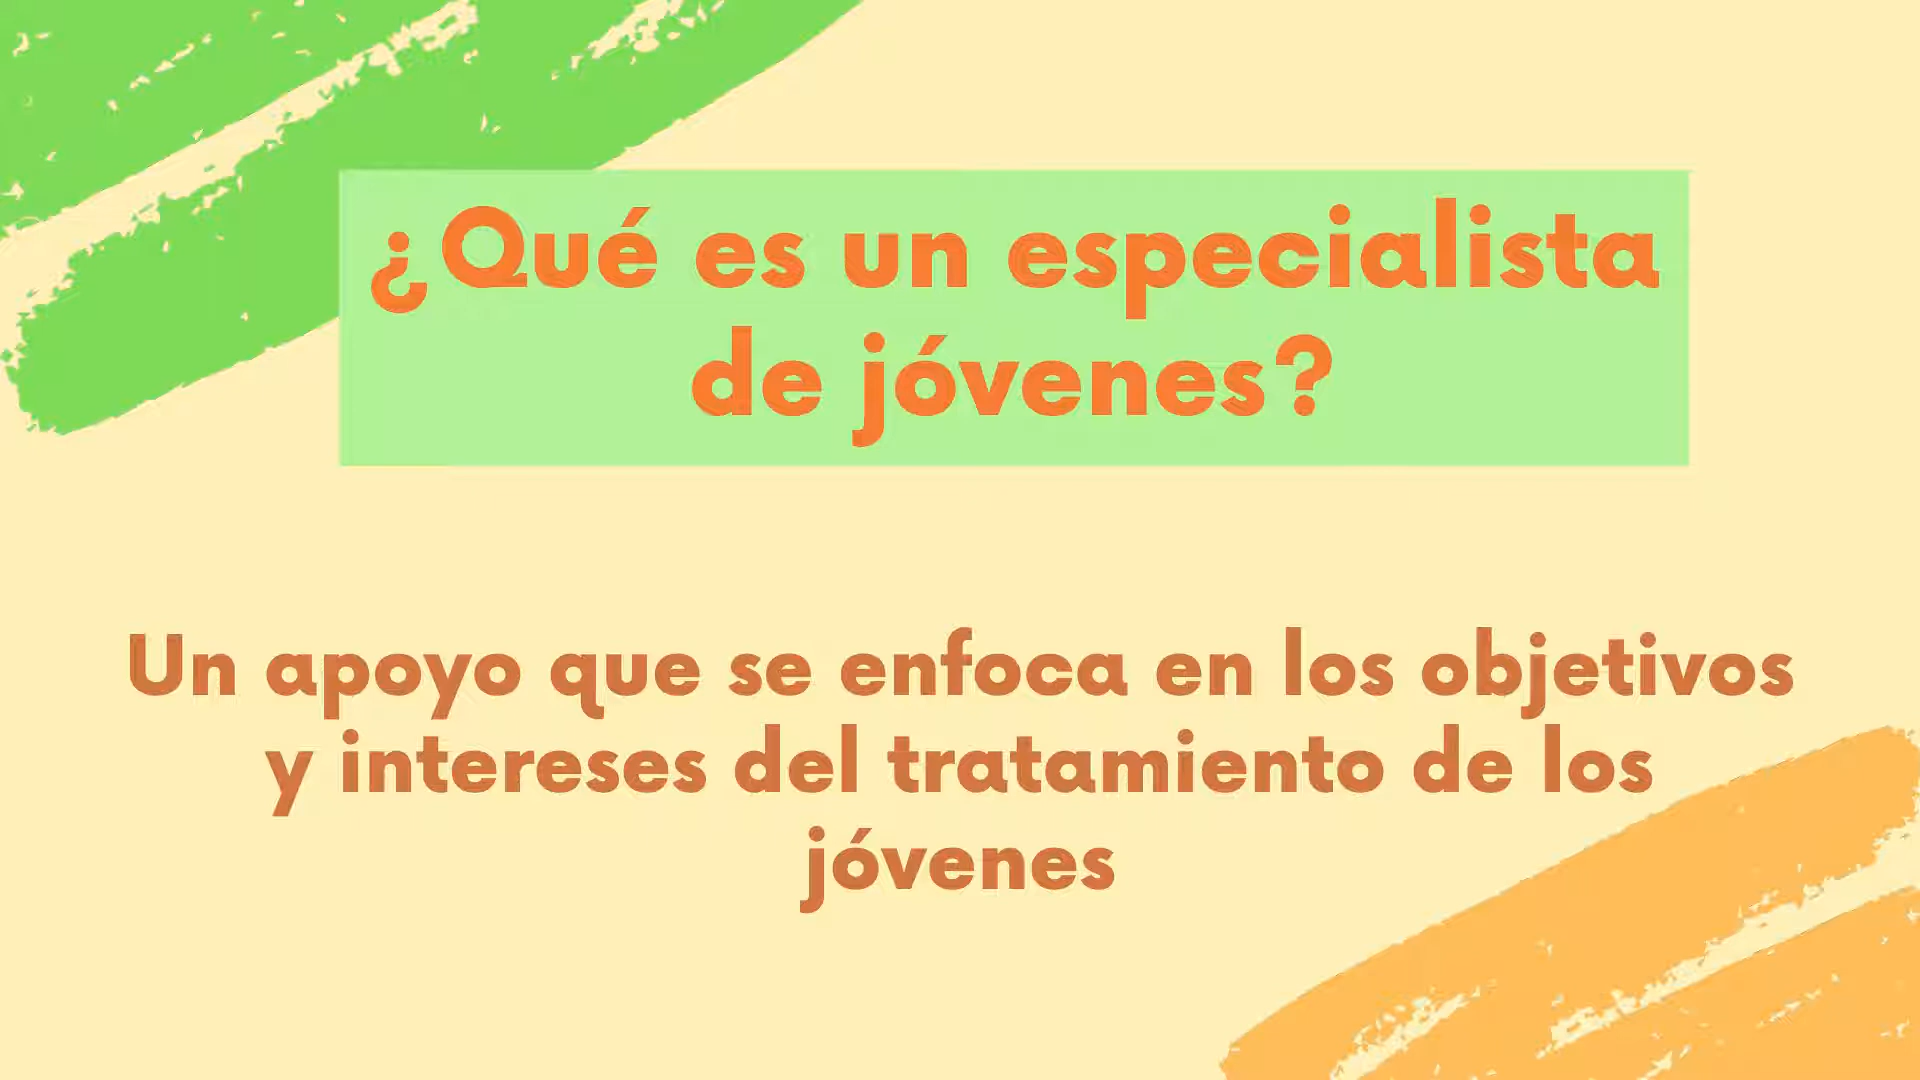 ¿Qué es un especialista
de jóvenes?
Un apoyo que se enfoca en los objetivos
y intereses del tratamiento de los
jóvenes